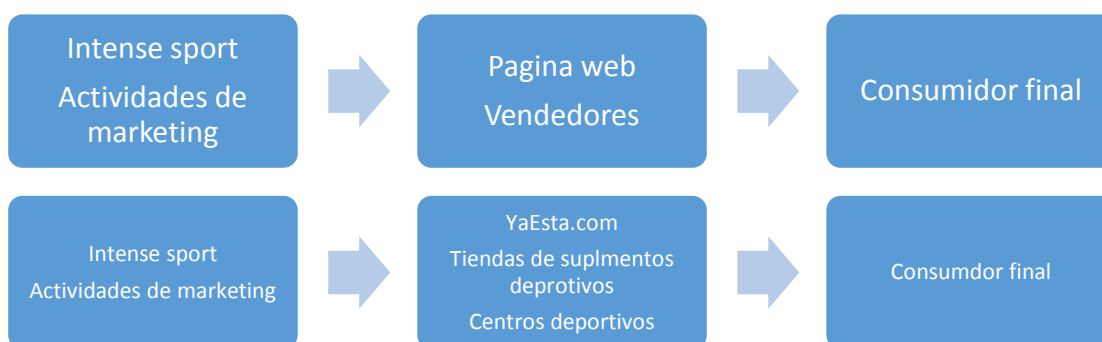 Intense sport
Actividades de
marketing
Pagina web
Vendedores
Consumidor final
Intense sport
Actividades de marketing
YaEsta.com
Tiendas de suplmentos
deprotivos
Centros deportivos
Consumdor final